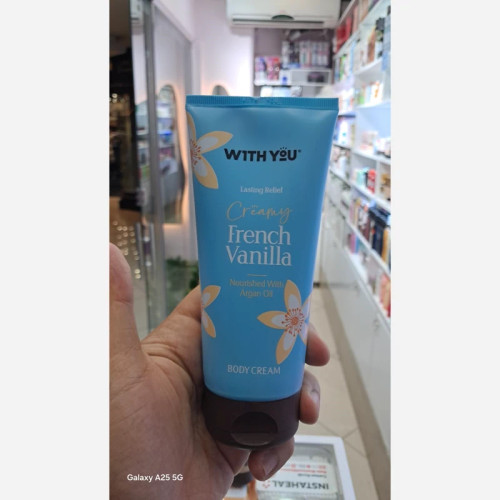 WITH YOU
Lasting Relief
Creamy
French
Vanilla
Nourished With
Argan Oil
BODY CREAM
INSTAHEAL
Galaxy A25 5G